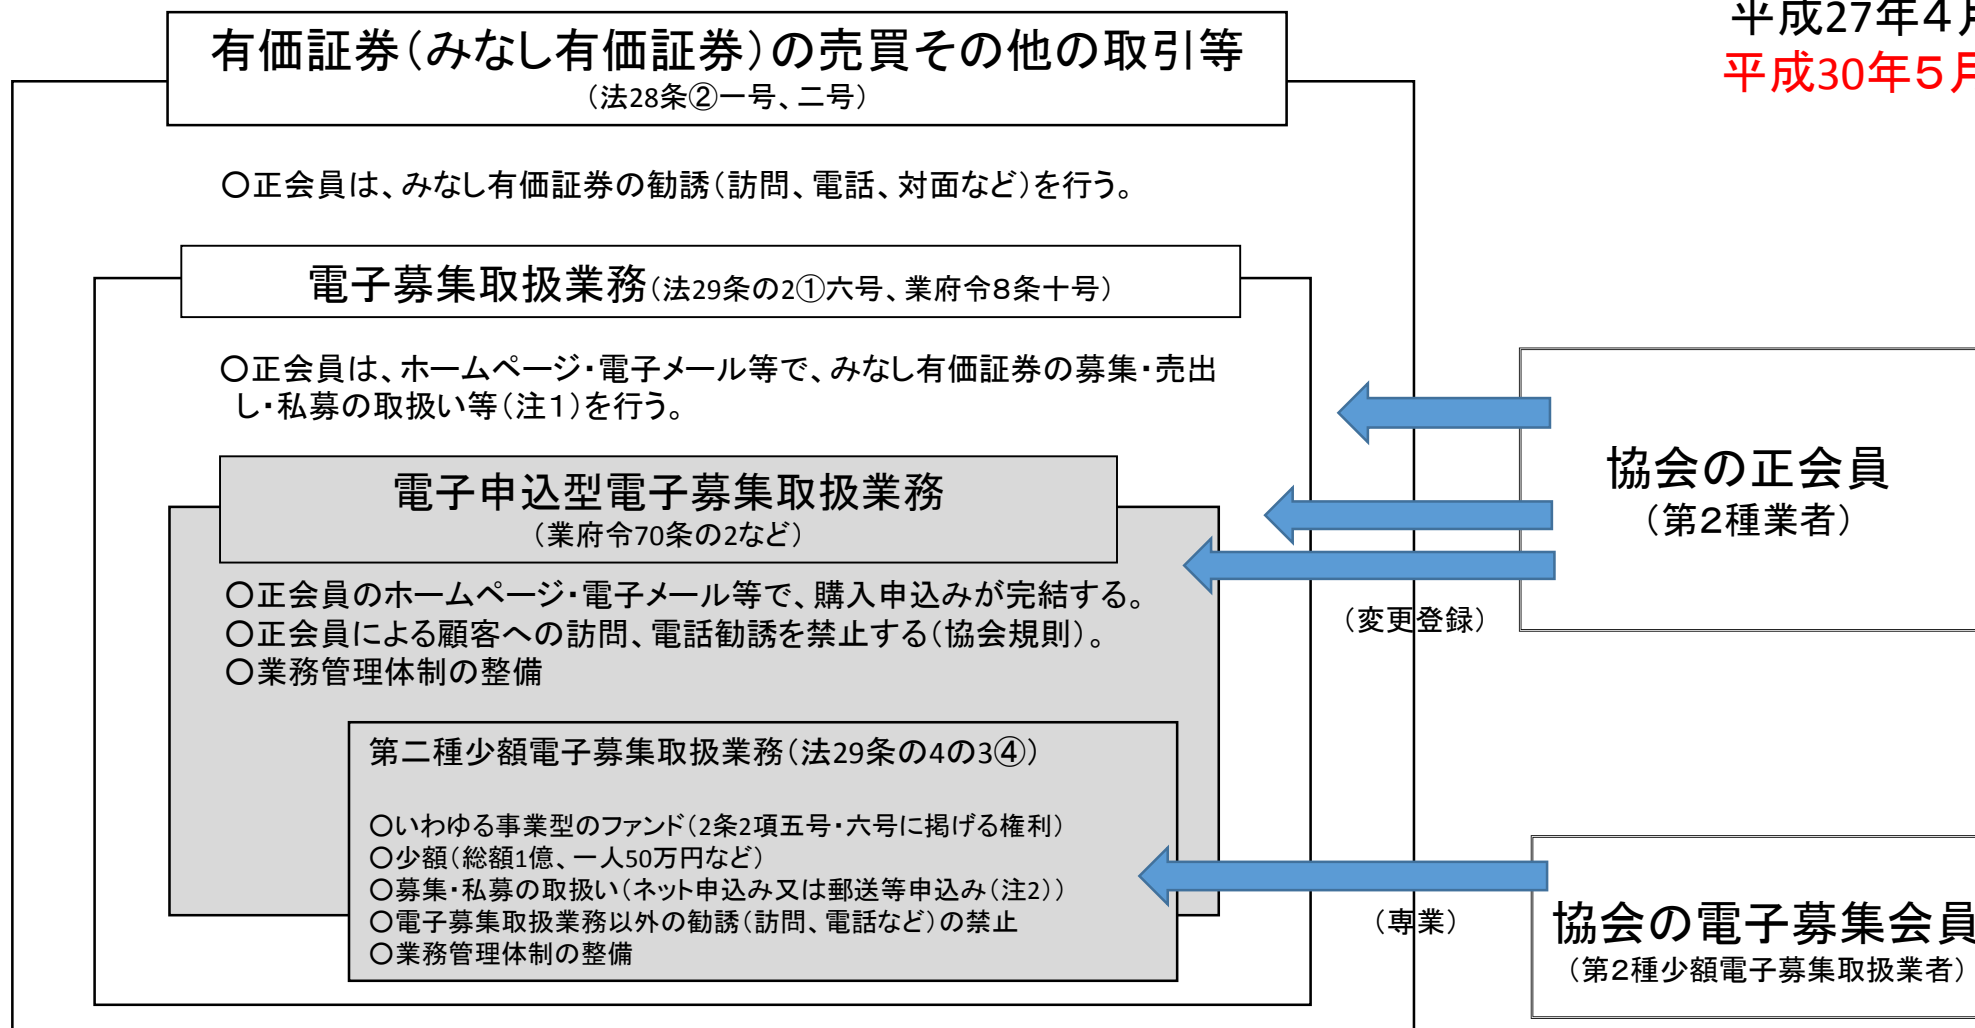 平成27年４月
平成30年５月
有価証券（みなし有価証券）の売買その他の取引等
（法28条②一号、二号）
〇正会員は、みなし有価証券の勧誘（訪問、電話、対面など）を行う。
電子募集取扱業務（法29条の2①六号、業府令８条十号）
〇正会員は、ホームページ・電子メール等で、みなし有価証券の募集・売出
し・私募の取扱い等（注１）を行う。
電子申込型電子募集取扱業務
（業府令70条の2など）
〇正会員のホームページ・電子メール等で、購入申込みが完結する。
〇正会員による顧客への訪問、電話勧誘を禁止する（協会規則）。
〇業務管理体制の整備
第二種少額電子募集取扱業務（法29条の4の3④）
〇いわゆる事業型のファンド（2条2項五号・六号に掲げる権利）
〇少額（総額1億、一人50万円など）
〇募集・私募の取扱い（ネット申込み又は郵送等申込み（注2））
〇電子募集取扱業務以外の勧誘（訪問、電話など）の禁止
〇業務管理体制の整備
協会の正会員
（第２種業者）
（変更登録）
（専業）
協会の電子募集会員
（第２種少額電子募集取扱業者）